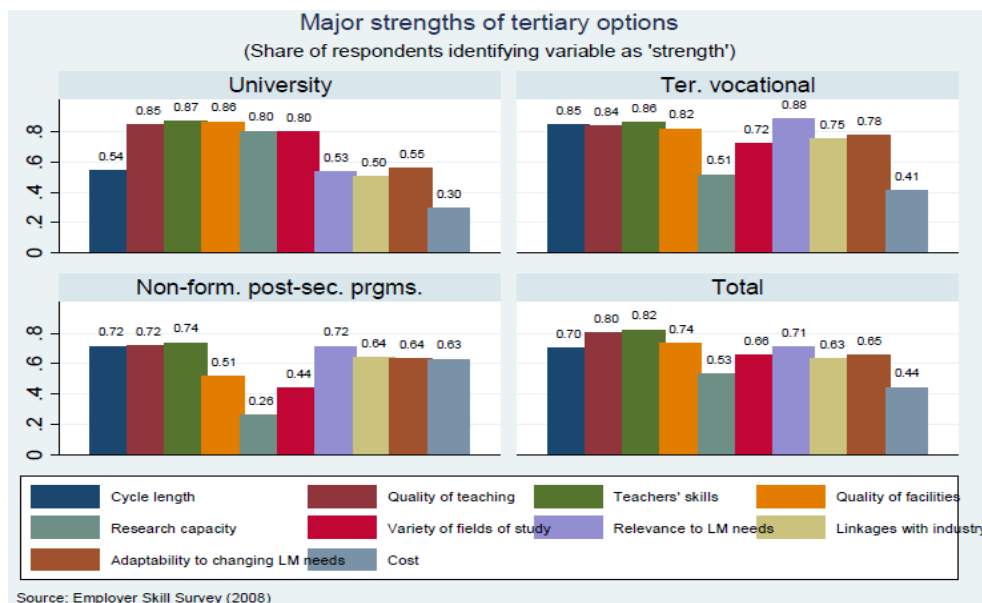 Major strengths of tertiary options
(Share of respondents identifying variable as 'strength')
University
Ter. vocational
0 .2 .4 .6 .8
0.54 0.85 0.87 0.86 0.80 0.80 0.53 0.50 0.55 0.30
0.85 0.84 0.86 0.82 0.51 0.72 0.88 0.75 0.78 0.41
Non-form. post-sec. prgms.
Total
0 .2 .4 .6 .8
0.72 0.72 0.74 0.51 0.26 0.44 0.72 0.64 0.64 0.63
0.70 0.80 0.82 0.74 0.53 0.66 0.71 0.63 0.65 0.44
Cycle length Quality of teaching Teachers' skills Quality of facilities
Research capacity Variety of fields of study Relevance to LM needs Linkages with industry
Adaptability to changing LM needs Cost
Source: Employer Skill Survey (2008)